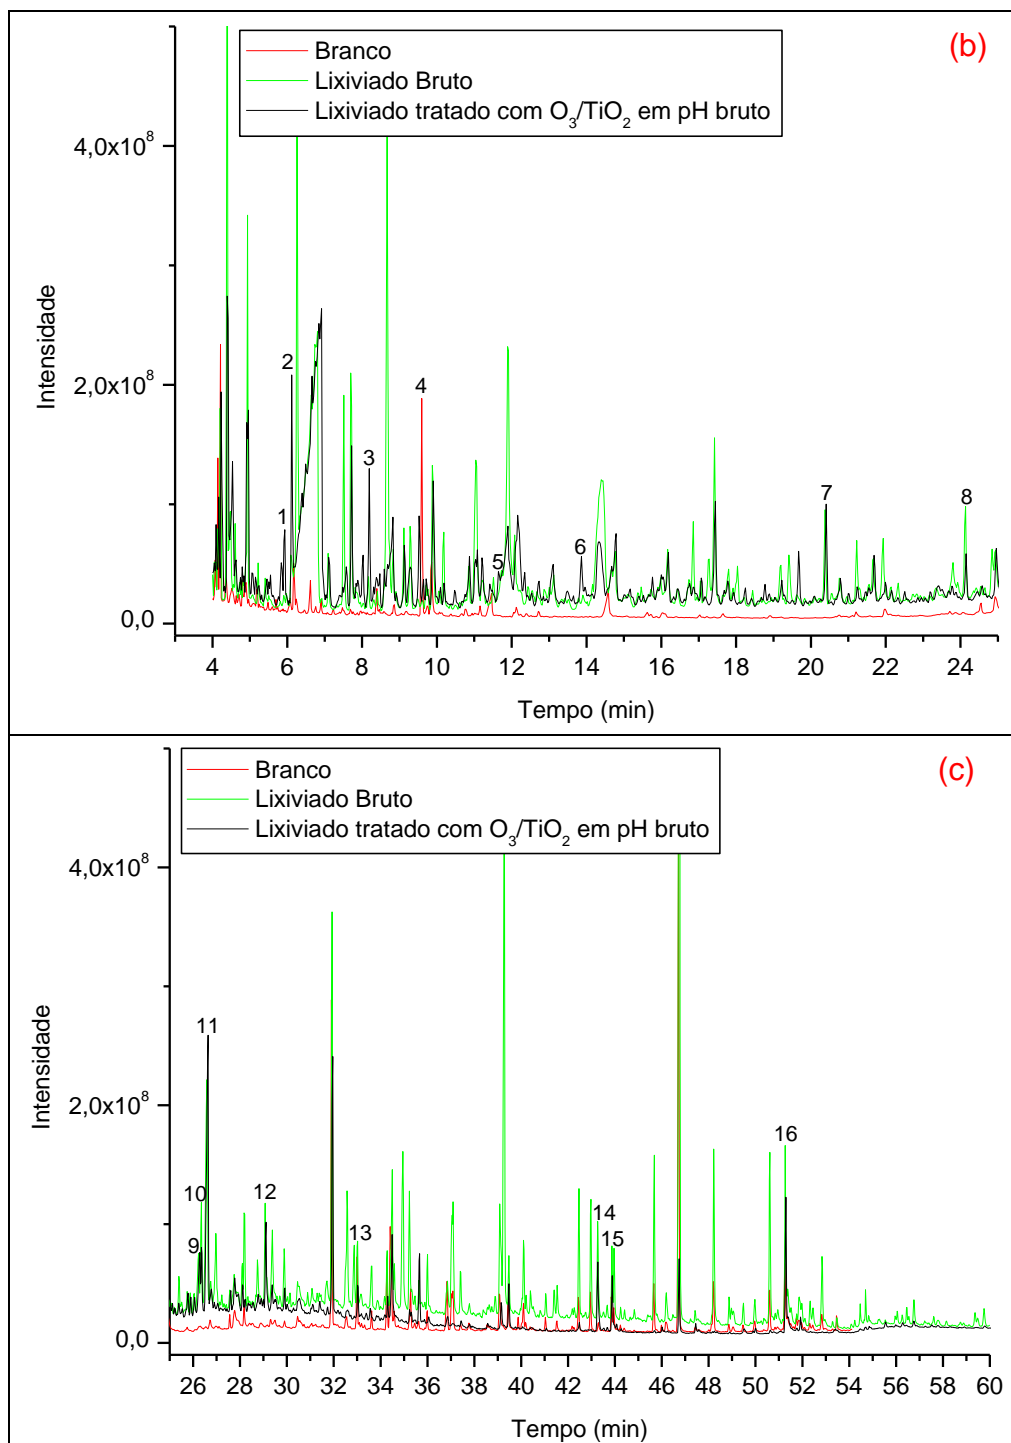 (b)
Branco
Lixiviado Bruto
Lixiviado tratado com O3/TiO2 em pH bruto
4,0x10^8
2,0x10^8
0,0
Intensidade
1
2
3
4
5
6
7
8
4 6 8 10 12 14 16 18 20 22 24
Tempo (min)
(c)
Branco
Lixiviado Bruto
Lixiviado tratado com O3/TiO2 em pH bruto
4,0x10^8
2,0x10^8
0,0
Intensidade
9
10
11
12
13
14
15
16
26 28 30 32 34 36 38 40 42 44 46 48 50 52 54 56 58 60
Tempo (min)